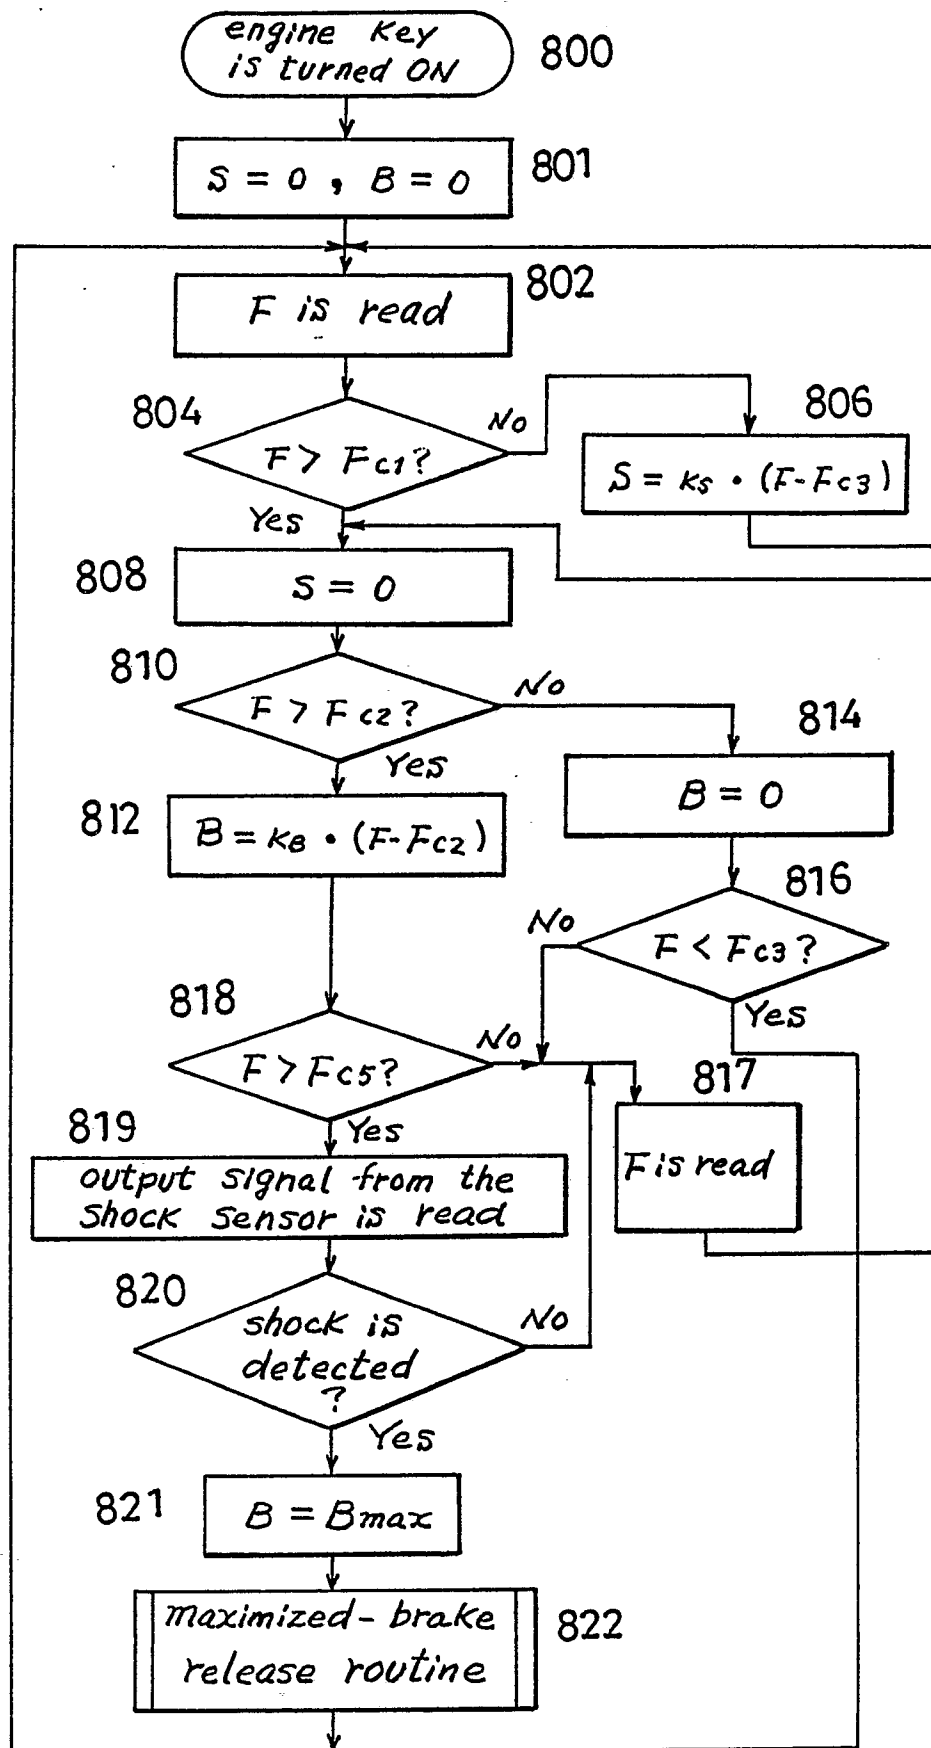 engine key
is turned ON
800
S = 0 , B = 0
801
F is read
802
804
F > Fc1?
No
Yes
806
S = ks • (F-Fc3)
808
S = 0
810
F > Fc2?
No
Yes
814
B = 0
812
B = kB • (F-Fc2)
816
F < Fc3?
No
Yes
818
F > Fc5?
No
Yes
817
F is read
819
output signal from the
shock sensor is read
820
shock is
detected
?
No
Yes
821
B = Bmax
maximized-brake
release routine
822